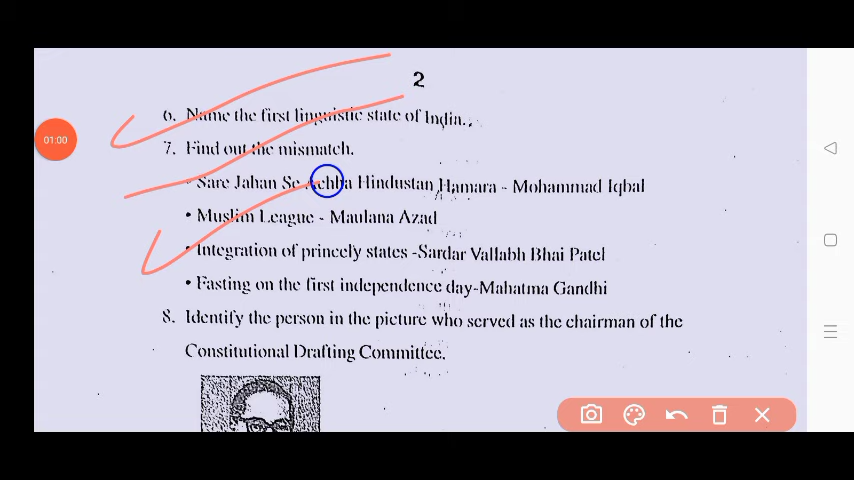 2
01:00
6. Name the first linguistic state of India.
7. Find out the mismatch.
• Sare Jahan Se Achha Hindustan Hamara - Mohammad Iqbal
• Muslim League - Maulana Azad
• Integration of princely states -Sardar Vallabh Bhai Patel
• Fasting on the first independence day-Mahatma Gandhi
8. Identify the person in the picture who served as the chairman of the
Constitutional Drafting Committee.